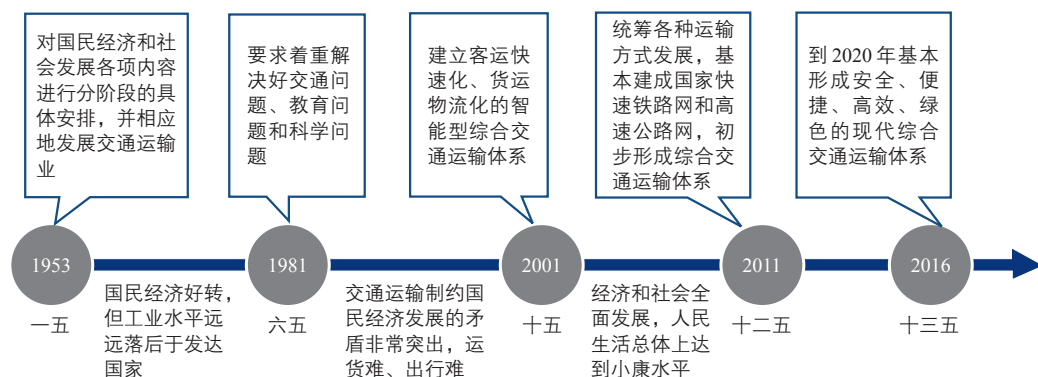 对国民经济和社
会发展各项内容
进行分阶段的具
体安排，并相应
地发展交通运输
业
要求着重解
决好交通问
题、教育问
题和科学问
题
建立客运快
速化、货运
物流化的智
能型综合交
通运输体系
统筹各种运输
方式发展，基
本建成国家快
速铁路网和高
速公路网，初
步形成综合交
通运输体系
到 2020 年基本
形成安全、便
捷、高效、绿
色的现代综合
交通运输体系
1953
1981
2001
2011
2016
一五
国民经济好转，
但工业水平远
远落后于发达
国家
六五
交通运输制约国
民经济发展的矛
盾非常突出，运
货难、出行难
十五
经济和社会全
面发展，人民
生活总体上达
到小康水平
十二五
十三五